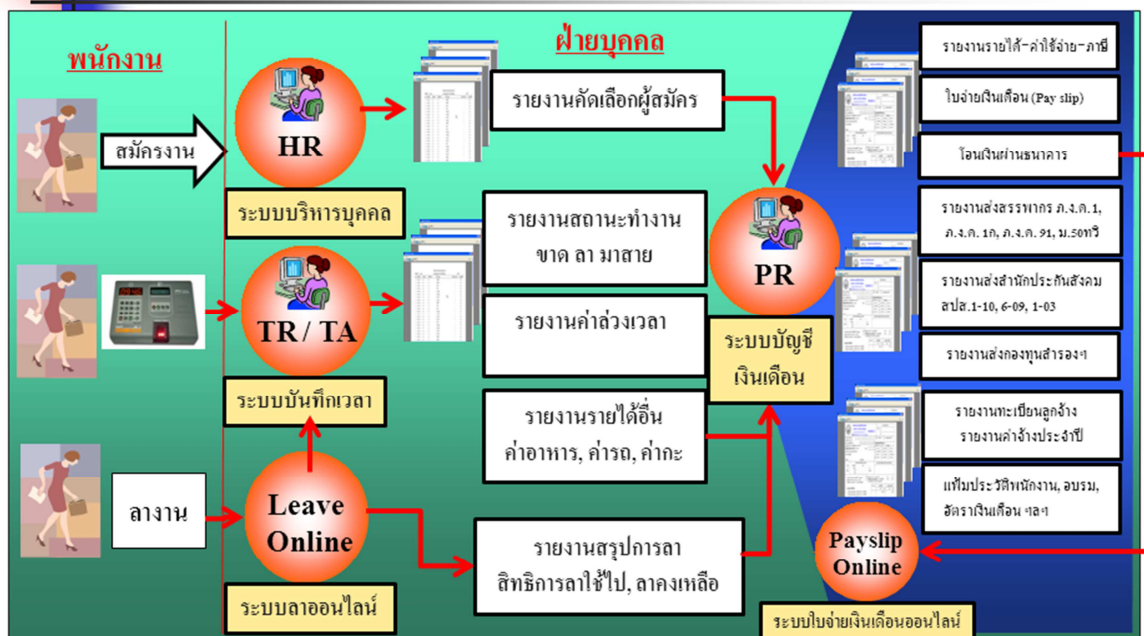 พนักงาน
ฝ่ายบุคคล
สมัครงาน
HR
ระบบบริหารบุคคล
รายงานคัดเลือกผู้สมัคร
TR / TA
ระบบบันทึกเวลา
รายงานสถานะทำงาน
ขาด ลา มาสาย
รายงานค่าล่วงเวลา
รายงานรายได้อื่น
ค่าอาหาร, ค่ารถ, ค่ากะ
ลางาน
Leave
Online
ระบบลาออนไลน์
รายงานสรุปการลา
สิทธิการลาใช้ไป, ลาคงเหลือ
PR
ระบบบัญชี
เงินเดือน
รายงานรายได้-ค่าใช้จ่าย-ภาษี
ใบจ่ายเงินเดือน (Pay slip)
โอนเงินผ่านธนาคาร
รายงานส่งสรรพากร ภ.ง.ด.1,
ภ.ง.ด. 1ก, ภ.ง.ด. 91, ม.50ทวิ
รายงานส่งสำนักประกันสังคม
สปส.1-10, 6-09, 1-03
รายงานส่งกองทุนสำรองฯ
รายงานทะเบียนลูกจ้าง
รายงานค่าจ้างประจำปี
แฟ้มประวัติพนักงาน, อบรม,
อัตราเงินเดือน ฯลฯ
Payslip
Online
ระบบใบจ่ายเงินเดือนออนไลน์